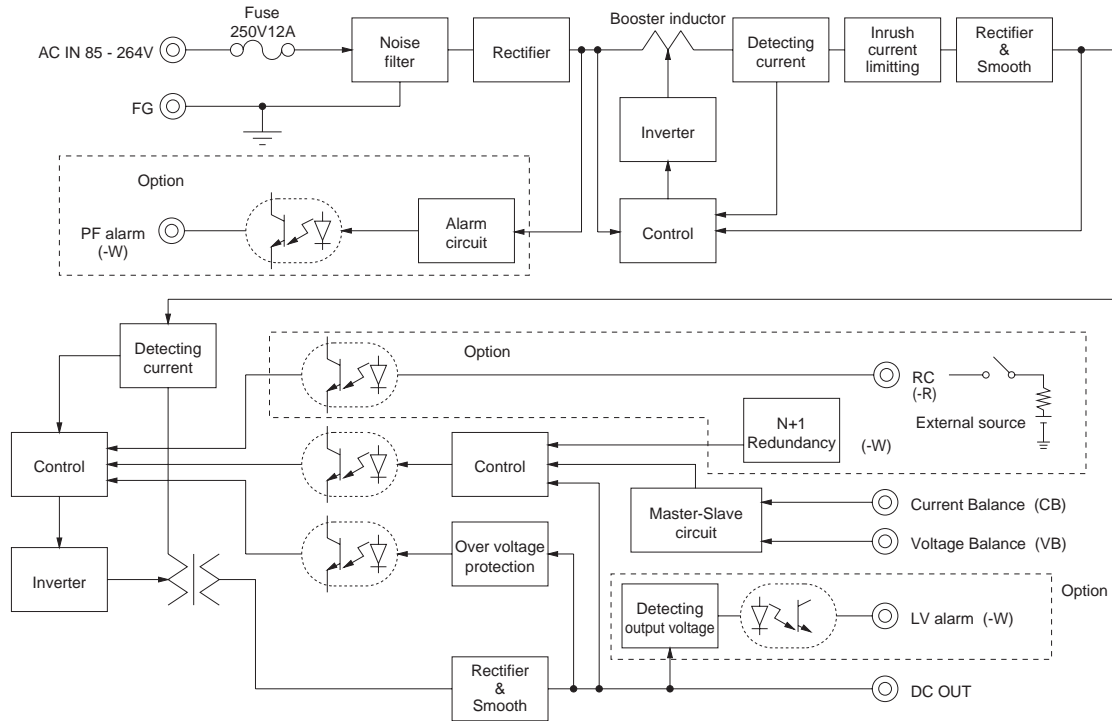 Fuse
250V12A
Booster inductor
AC IN 85 - 264V
Noise
filter
Rectifier
Detecting
current
Inrush
current
limitting
Rectifier
&
Smooth
FG
Inverter
Option
PF alarm
(-W)
Alarm
circuit
Control
Detecting
current
Option
RC
(-R)
External source
N+1
Redundancy
(-W)
Control
Control
Master-Slave
circuit
Current Balance (CB)
Voltage Balance (VB)
Over voltage
protection
Inverter
Option
Detecting
output voltage
LV alarm (-W)
Rectifier
&
Smooth
DC OUT